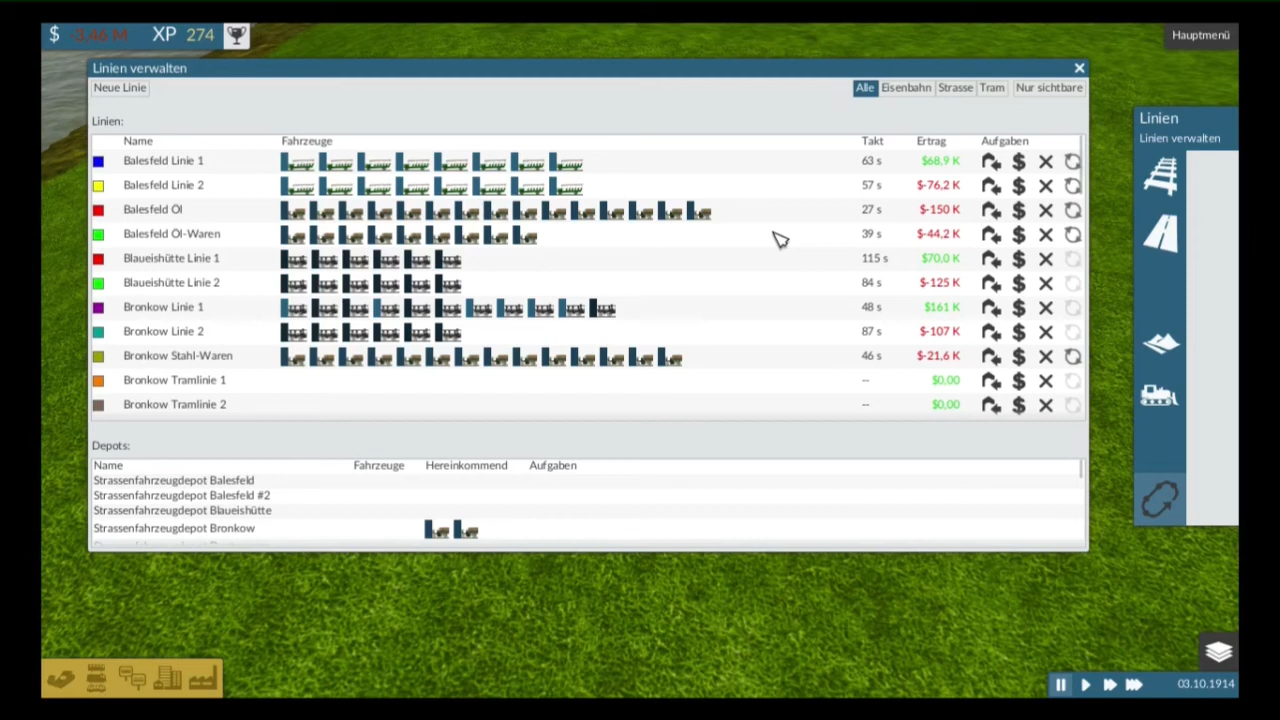 $ -3,46 M XP 274
Hauptmenü
Linien verwalten
Neue Linie Alle Eisenbahn Strasse Tram Nur sichtbare
Linien
Linien verwalten
Linien:
Name Fahrzeuge Takt Ertrag Aufgaben
Balesfeld Linie 1 63 s $68,9 K $
Balesfeld Linie 2 57 s $-76,2 K $
Balesfeld Öl 27 s $-150 K $
Balesfeld Öl-Waren 39 s $-44,2 K $
Blaueishütte Linie 1 115 s $70,0 K $
Blaueishütte Linie 2 84 s $-125 K $
Bronkow Linie 1 48 s $161 K $
Bronkow Linie 2 87 s $-107 K $
Bronkow Stahl-Waren 46 s $-21,6 K $
Bronkow Tramlinie 1 -- $0,00 $
Bronkow Tramlinie 2 -- $0,00 $
Depots:
Name Fahrzeuge Hereinkommend Aufgaben
Strassenfahrzeugdepot Balesfeld
Strassenfahrzeugdepot Balesfeld #2
Strassenfahrzeugdepot Blaueishütte
Strassenfahrzeugdepot Bronkow
03.10.1914